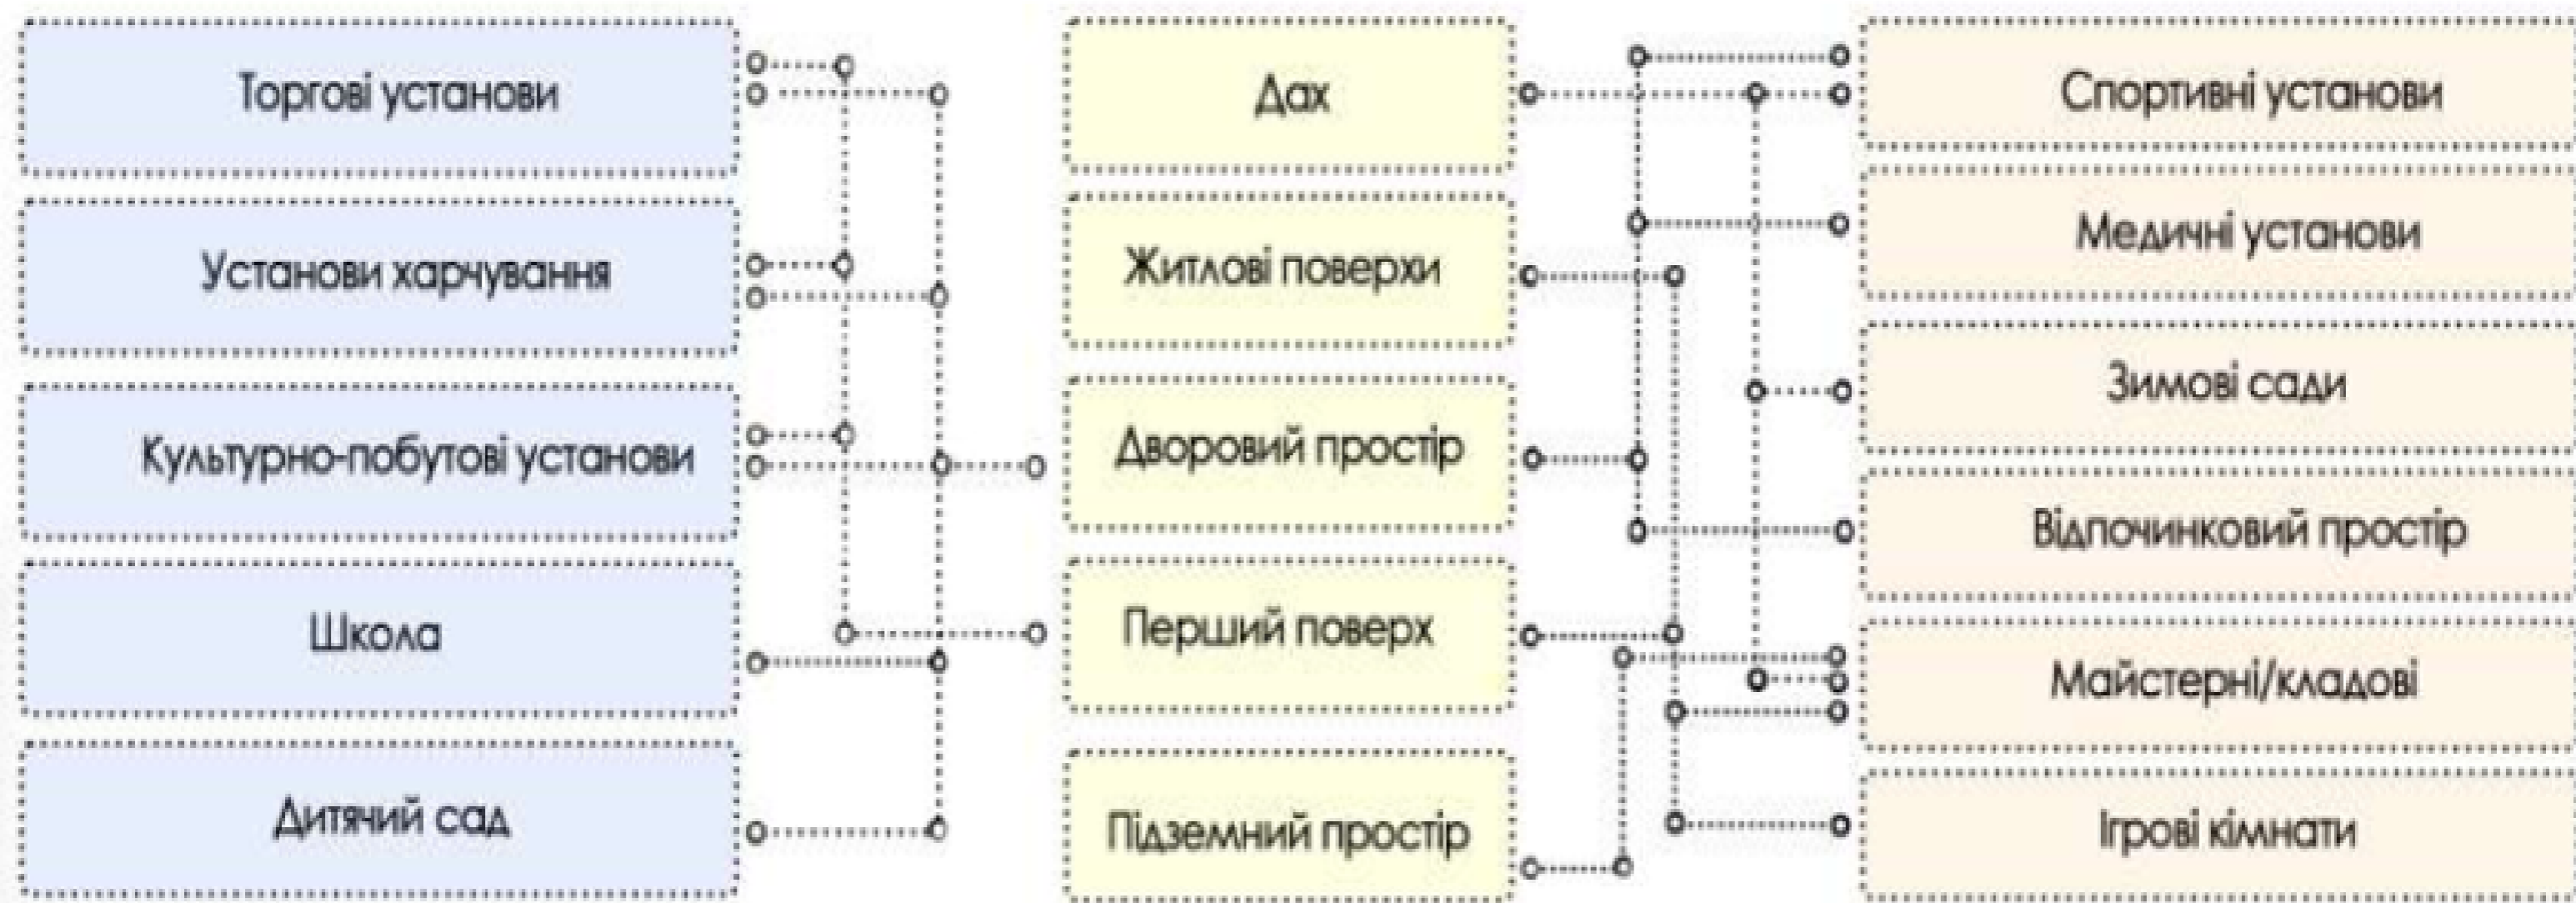 Торгові установи
Установи харчування
Культурно-побутові установи
Школа
Дитячий сад
Дах
Житлові поверхи
Дворовий простір
Перший поверх
Підземний простір
Спортивні установи
Медичні установи
Зимові сади
Відпочинковий простір
Майстерні/кладові
Ігрові кімнати